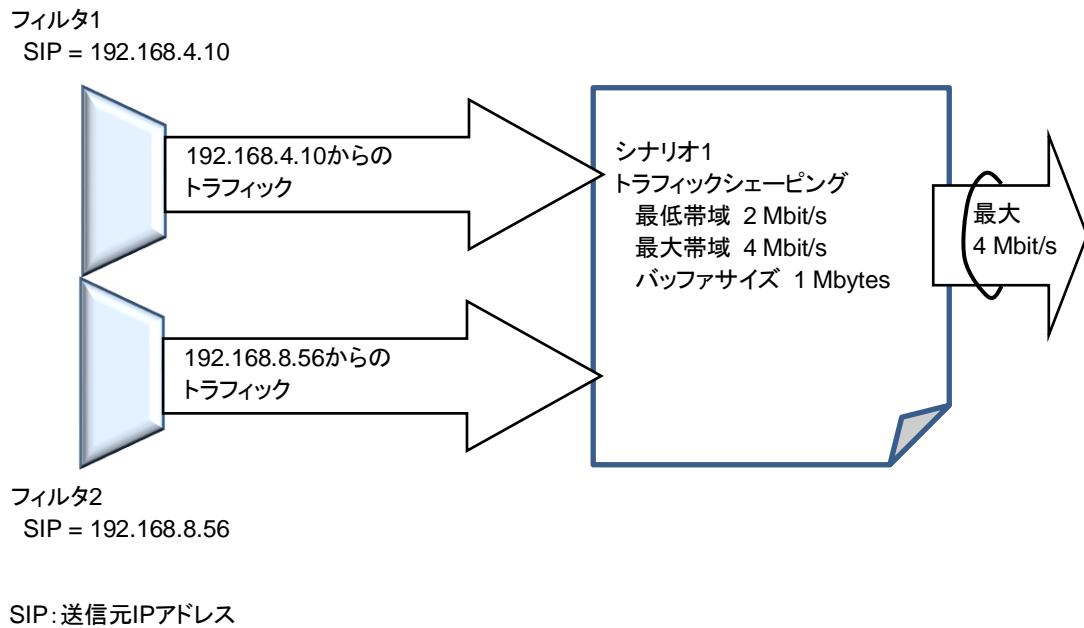 フィルタ1
SIP = 192.168.4.10
192.168.4.10からの
トラフィック
シナリオ1
トラフィックシェーピング
最低帯域 2 Mbit/s
最大帯域 4 Mbit/s
バッファサイズ 1 Mbytes
最大
4 Mbit/s
192.168.8.56からの
トラフィック
フィルタ2
SIP = 192.168.8.56
SIP:送信元IPアドレス